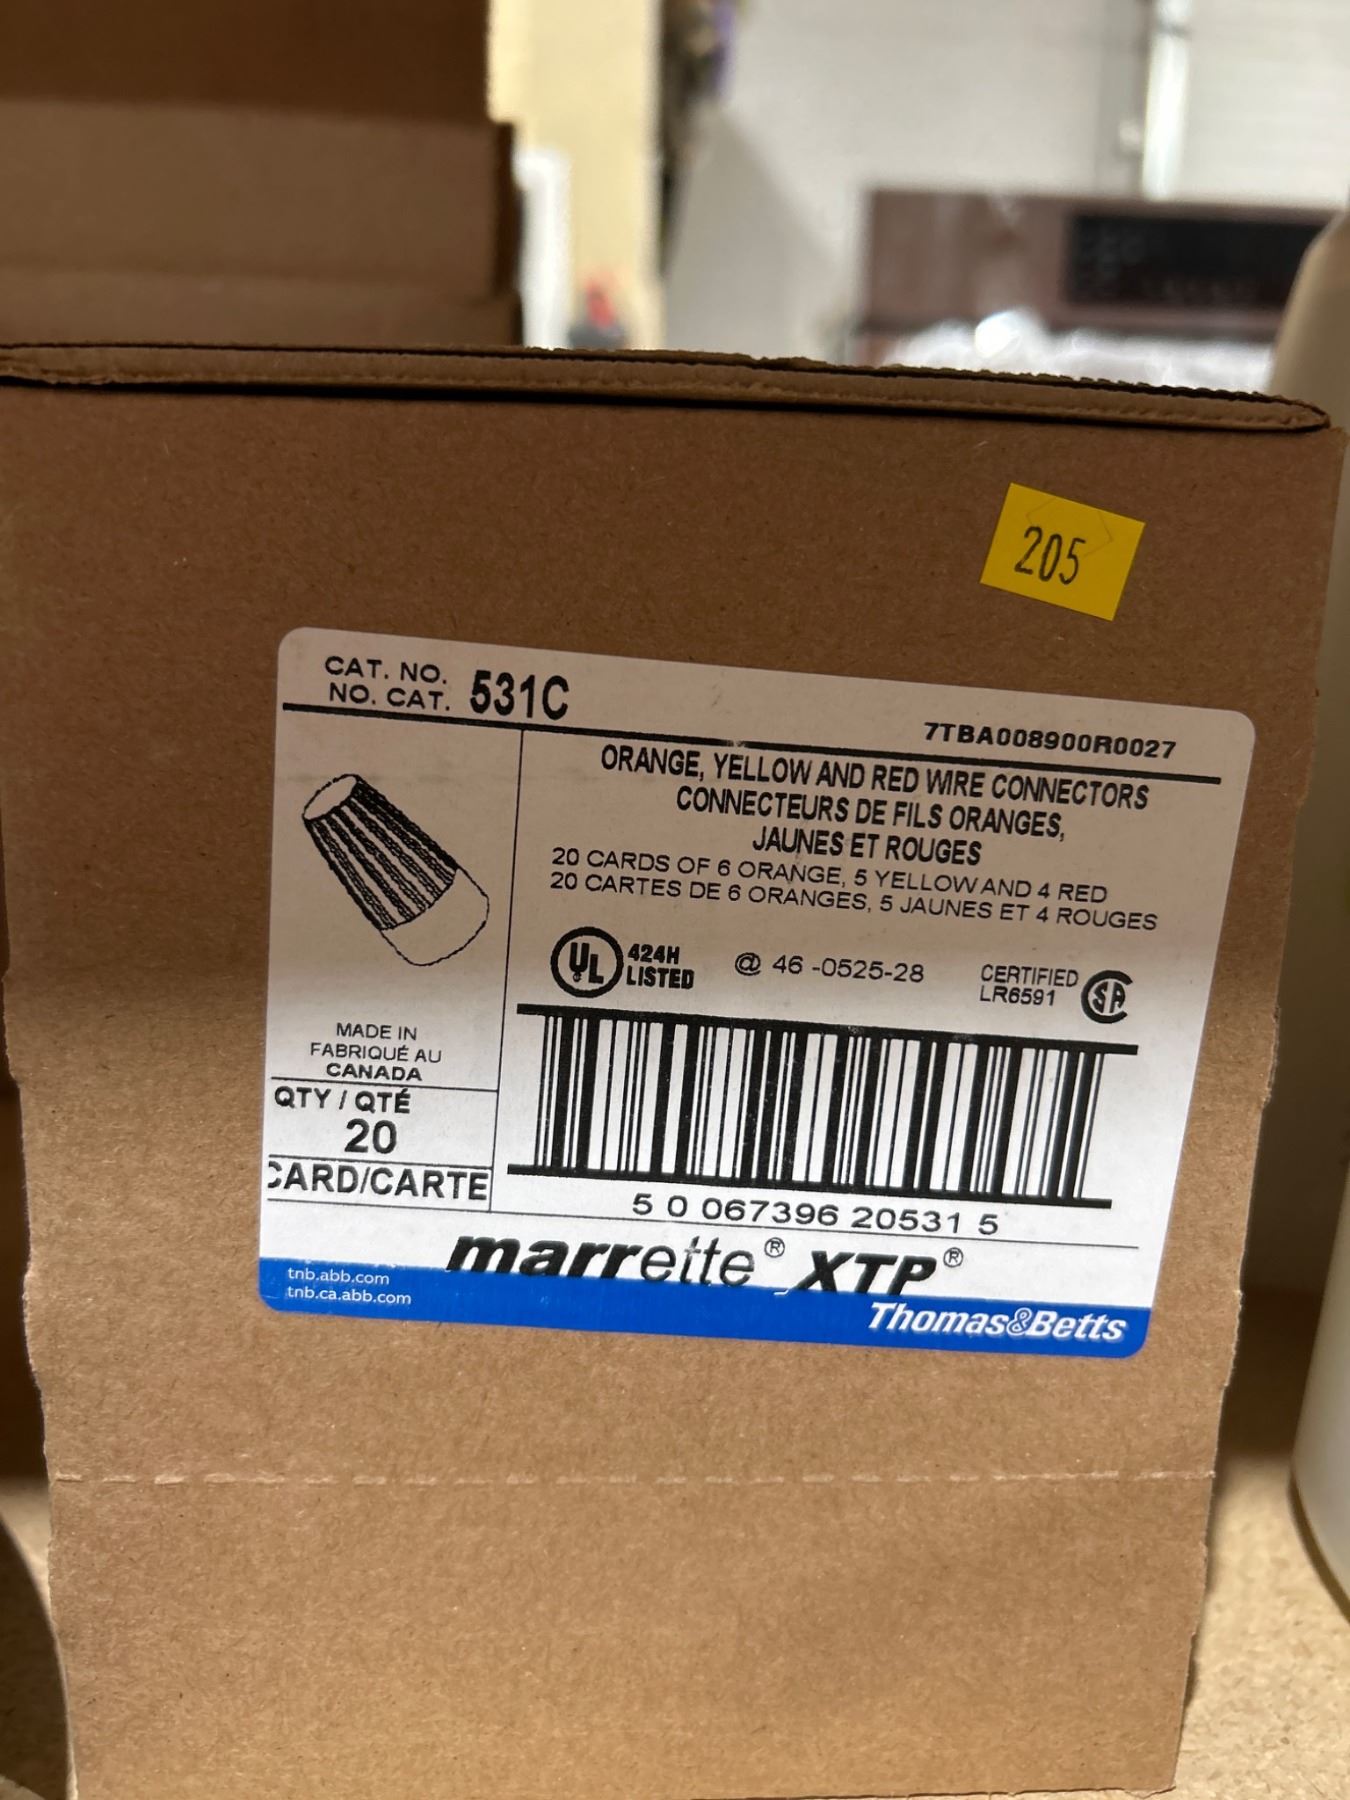 205
CAT. NO.
NO. CAT.
531C
7TBA008900R0027
ORANGE, YELLOW AND RED WIRE CONNECTORS
CONNECTEURS DE FILS ORANGES,
JAUNES ET ROUGES
20 CARDS OF 6 ORANGE, 5 YELLOW AND 4 RED
20 CARTES DE 6 ORANGES, 5 JAUNES ET 4 ROUGES
UL
424H
LISTED
@ 46 -0525-28
CERTIFIED
LR6591
SA
MADE IN
FABRIQUÉ AU
CANADA
QTY / QTÉ
20
CARD/CARTE
5 0 067396 20531 5
marrette® XTP®
tnb.abb.com
tnb.ca.abb.com
Thomas&Betts